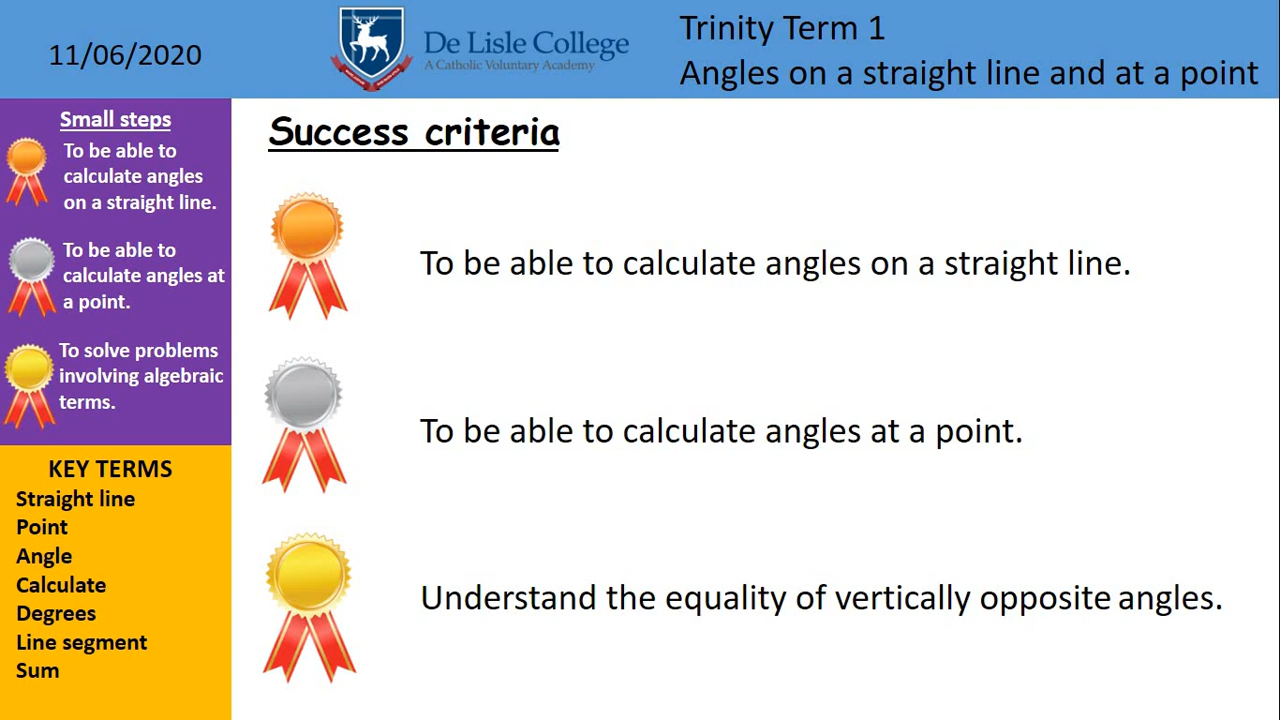 11/06/2020
De Lisle College
A Catholic Voluntary Academy
Trinity Term 1
Angles on a straight line and at a point
Small steps
To be able to
calculate angles
on a straight line.
To be able to
calculate angles at
a point.
To solve problems
involving algebraic
terms.
KEY TERMS
Straight line
Point
Angle
Calculate
Degrees
Line segment
Sum
Success criteria
To be able to calculate angles on a straight line.
To be able to calculate angles at a point.
Understand the equality of vertically opposite angles.